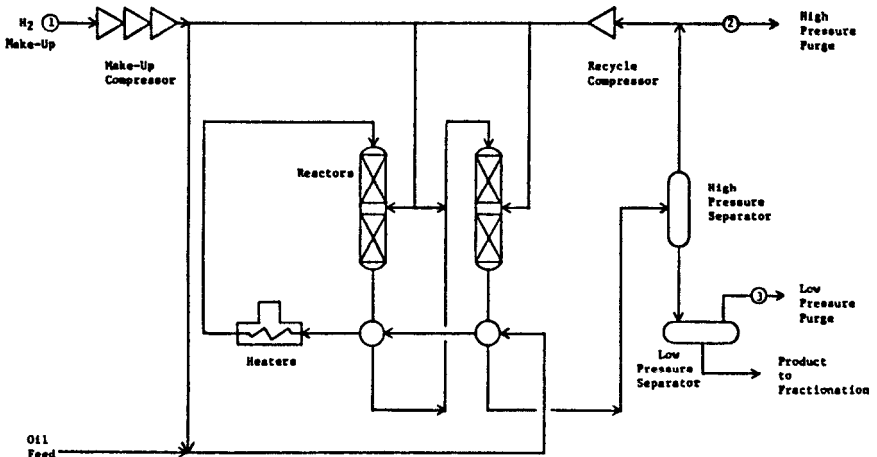 H2
1
Make-Up
Make-Up
Compressor
Recycle
Compressor
2
High
Pressure
Purge
Reactors
High
Pressure
Separator
Heaters
3
Low
Pressure
Purge
Low
Pressure
Separator
Product
to
Fractionation
Oil
Feed